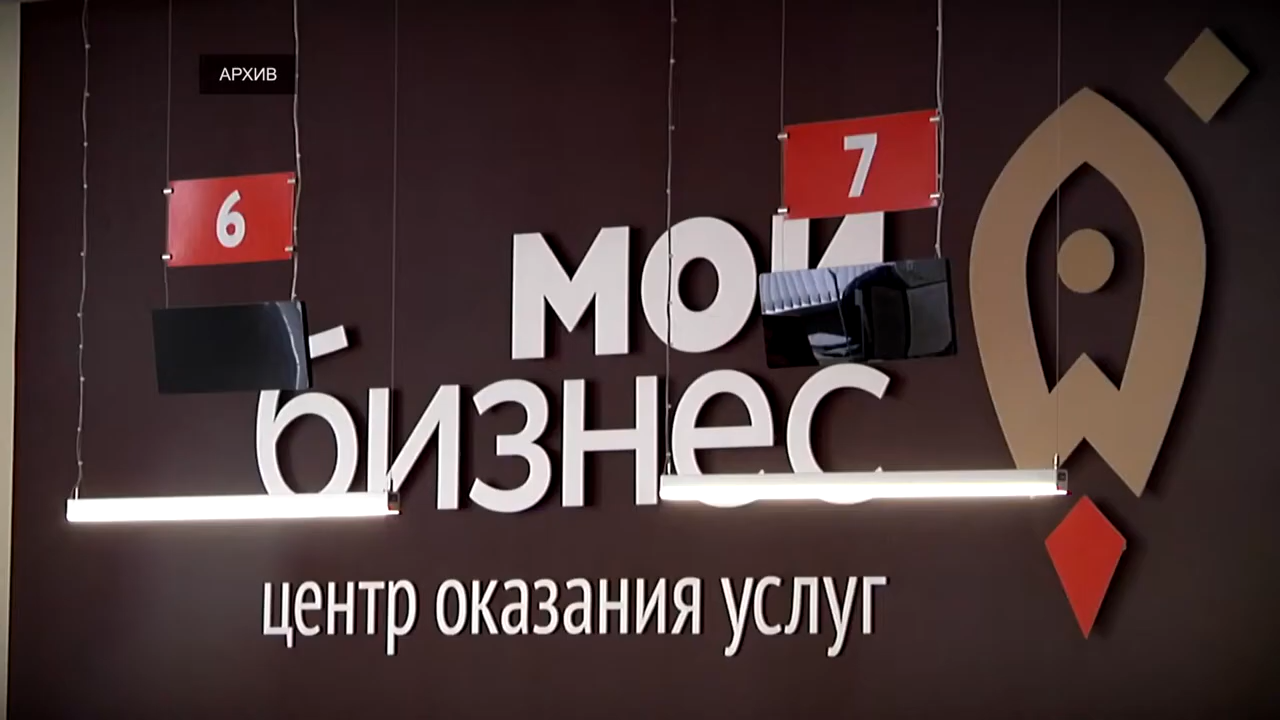 АРХИВ
6
7
мой
бизнес
центр оказания услуг